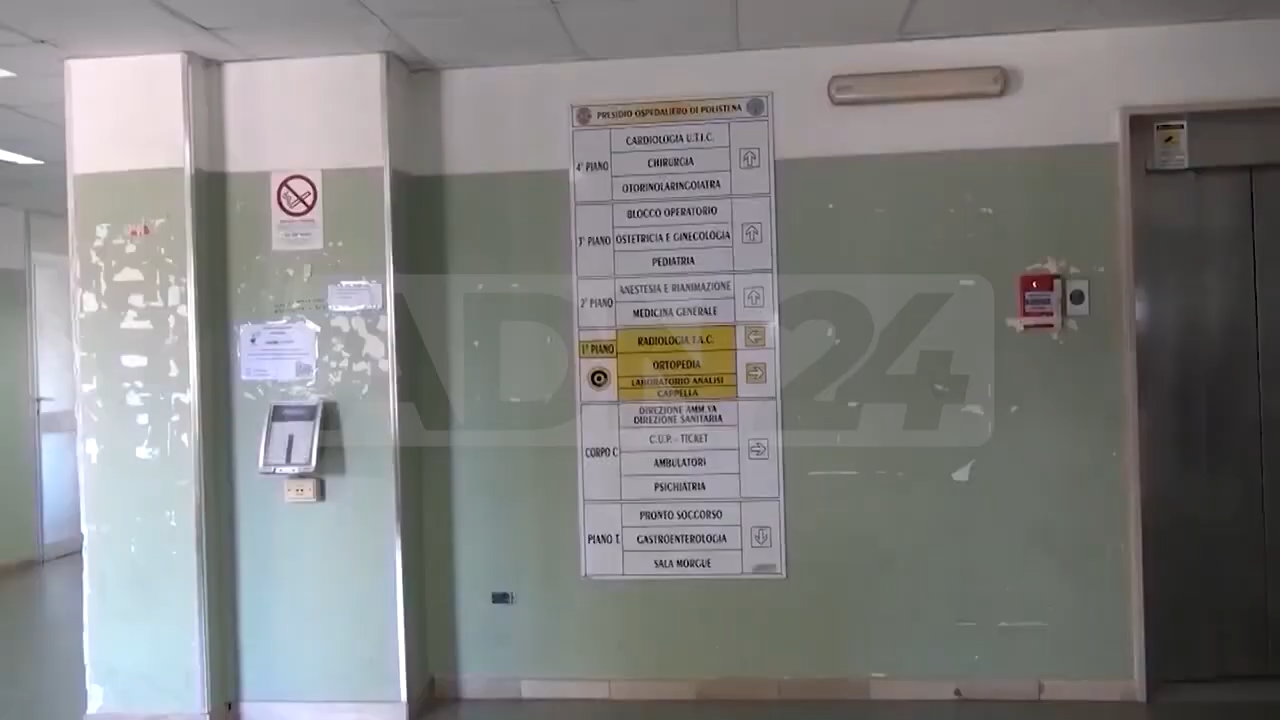 PRESIDIO OSPEDALIERO DI POLISTENA
4° PIANO
CARDIOLOGIA U.T.I.C.
CHIRURGIA
OTORINOLARINGOIATRA
3° PIANO
BLOCCO OPERATORIO
OSTETRICIA E GINECOLOGIA
PEDIATRIA
2° PIANO
ANESTESIA E RIANIMAZIONE
MEDICINA GENERALE
1° PIANO
RADIOLOGIA T.A.C.
ORTOPEDIA
LABORATORIO ANALISI
CAPPELLA
CORPO C
DIREZIONE AMM.VA
DIREZIONE SANITARIA
C.U.P. - TICKET
AMBULATORI
PSICHIATRIA
PIANO T.
PRONTO SOCCORSO
GASTROENTEROLOGIA
SALA MORGUE
24